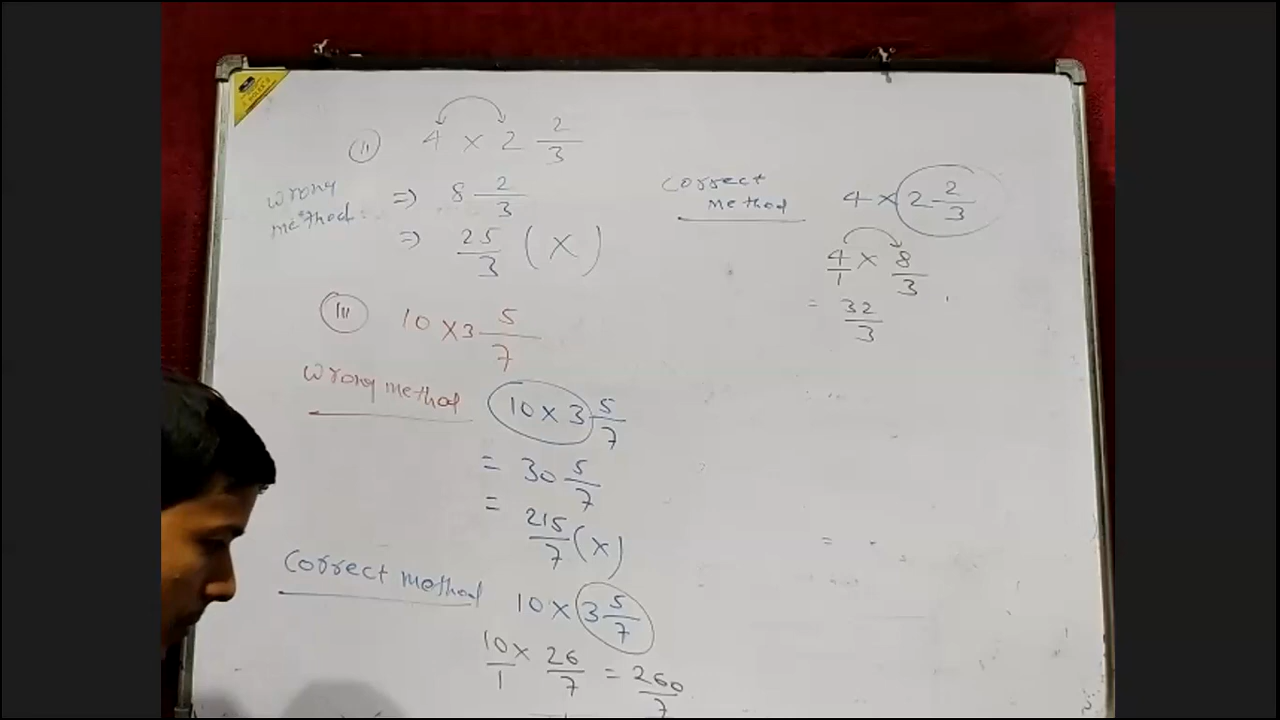 (ii) 4 × 2 2/3
wrong method.
=> 8 2/3
=> 25/3 (×)
(iii) 10 × 3 5/7
wrong method
10 × 3 5/7
= 30 5/7
= 215/7 (×)
Correct method
10 × 3 5/7
10/1 × 26/7 = 260/7
Correct
method
4 × 2 2/3
4/1 × 8/3
= 32/3